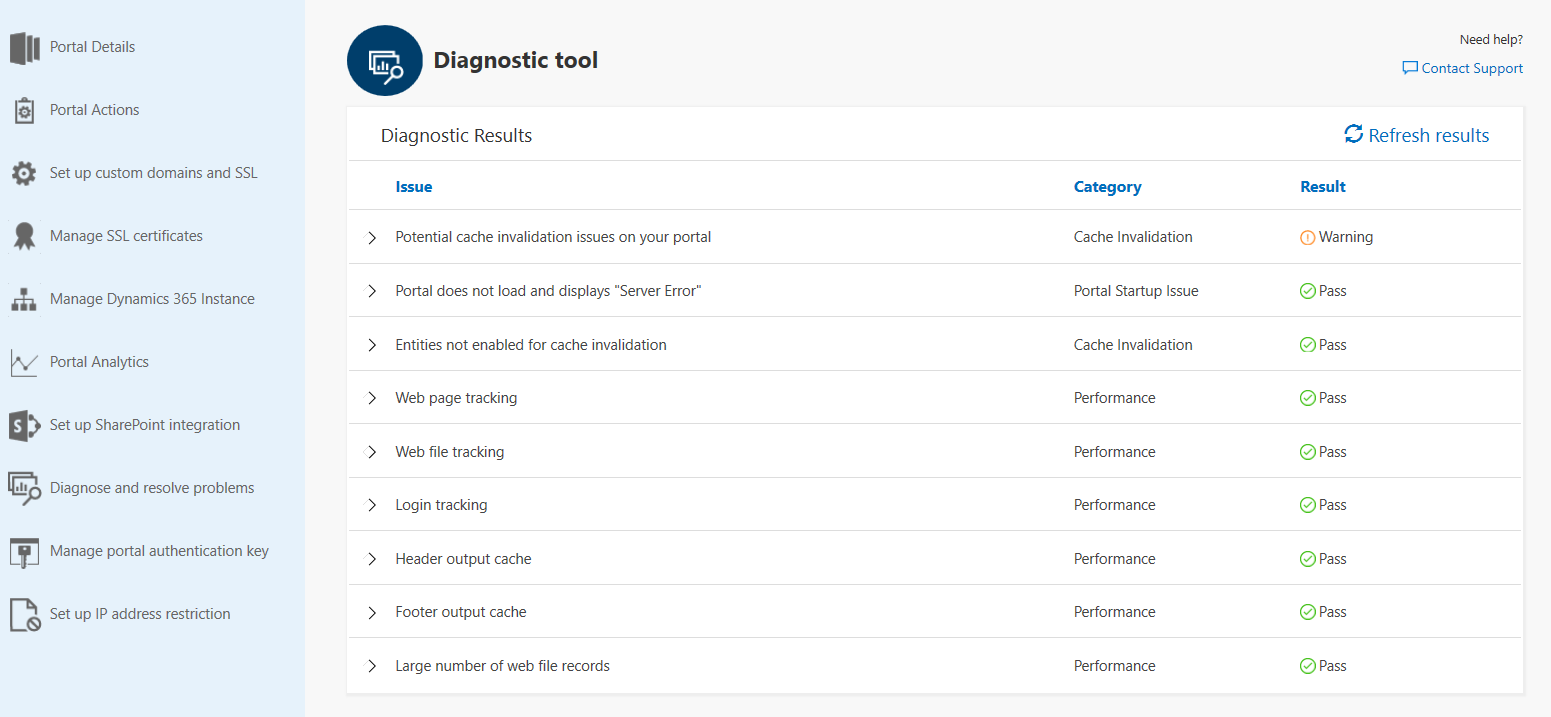 Portal Details
Portal Actions
Set up custom domains and SSL
Manage SSL certificates
Manage Dynamics 365 Instance
Portal Analytics
Set up SharePoint integration
Diagnose and resolve problems
Manage portal authentication key
Set up IP address restriction
Diagnostic tool
Need help?
Contact Support
Diagnostic Results
Refresh results
Issue Category Result
Potential cache invalidation issues on your portal Cache Invalidation Warning
Portal does not load and displays "Server Error" Portal Startup Issue Pass
Entities not enabled for cache invalidation Cache Invalidation Pass
Web page tracking Performance Pass
Web file tracking Performance Pass
Login tracking Performance Pass
Header output cache Performance Pass
Footer output cache Performance Pass
Large number of web file records Performance Pass